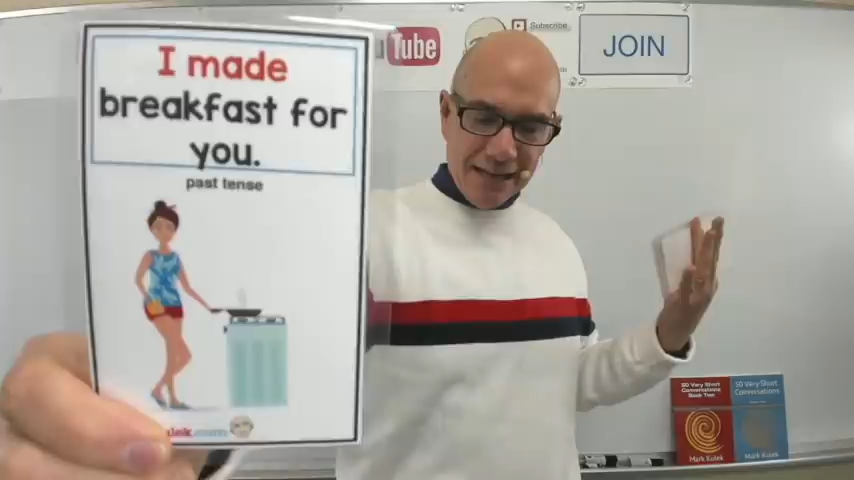 I made
breakfast for
you.
past tense
Tube
Subscribe
JOIN
50 Very Short
Conversations
Book Two
Mark Kulek
50 Very Short
Conversations
Mark Kulek